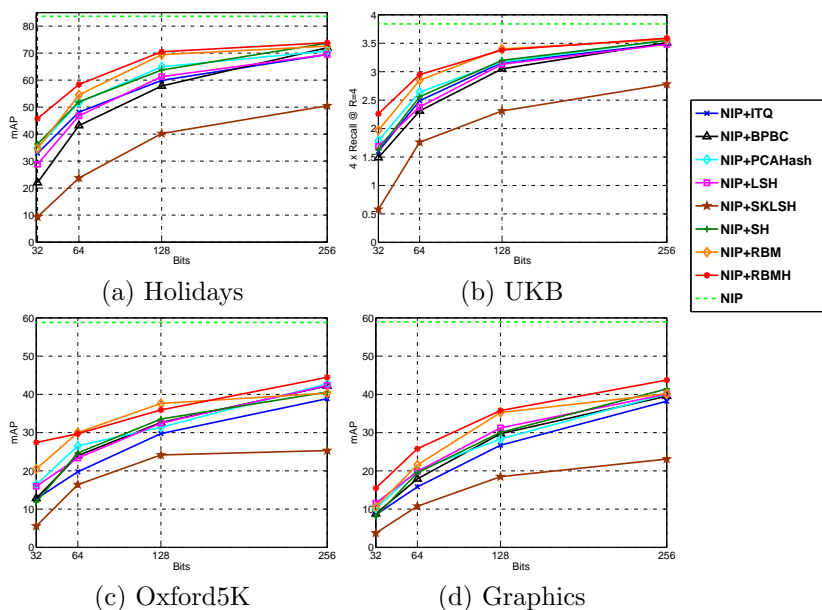 80
70
60
50
40
30
20
10
0
mAP
32
64
128
256
Bits
(a) Holidays
4
3.5
3
2.5
2
1.5
1
0.5
0
4 x Recall @ R=4
32
64
128
256
Bits
(b) UKB
NIP+ITQ
NIP+BPBC
NIP+PCAHash
NIP+LSH
NIP+SKLSH
NIP+SH
NIP+RBM
NIP+RBMH
NIP
60
50
40
30
20
10
0
mAP
32
64
128
256
Bits
(c) Oxford5K
60
50
40
30
20
10
0
mAP
32
64
128
256
Bits
(d) Graphics